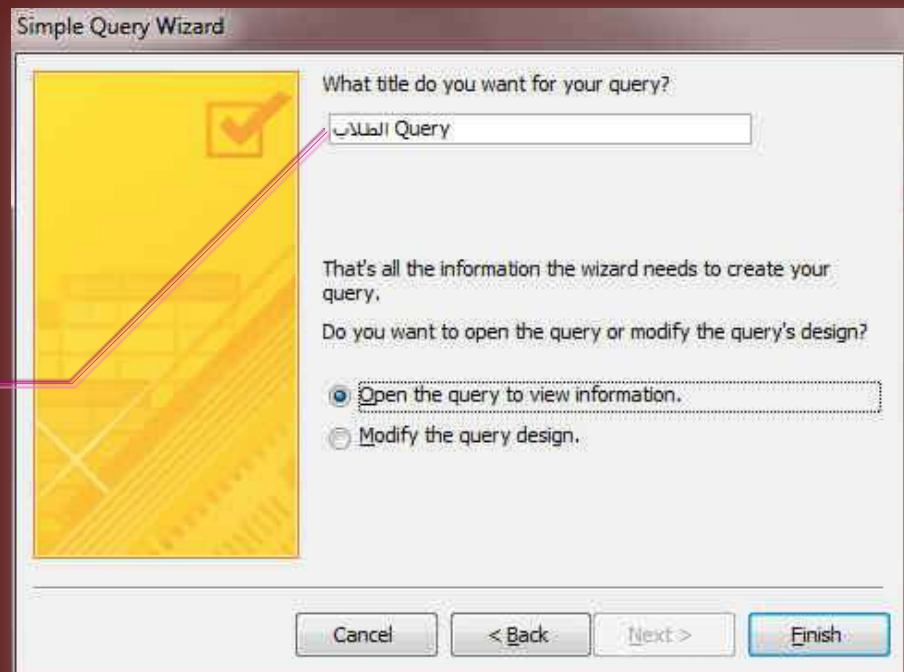 Simple Query Wizard
What title do you want for your query?
الطلاب Query
That's all the information the wizard needs to create your
query.
Do you want to open the query or modify the query's design?
Open the query to view information.
Modify the query design.
Cancel
< Back
Next >
Finish